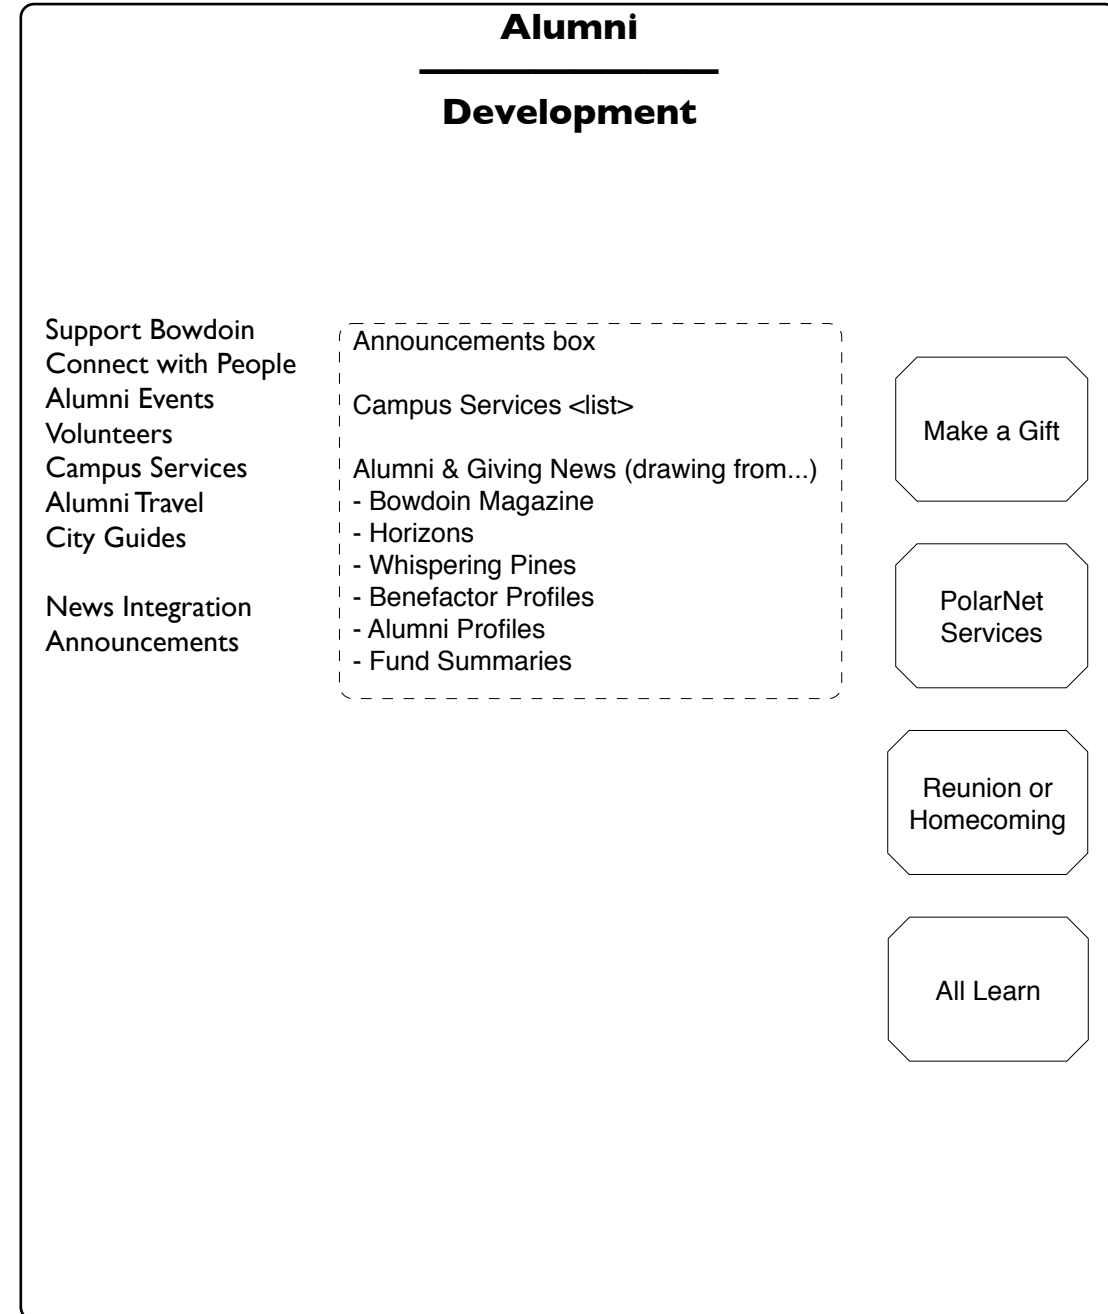 Alumni
Development
Support Bowdoin
Connect with People
Alumni Events
Volunteers
Campus Services
Alumni Travel
City Guides
News Integration
Announcements
Announcements box
Campus Services <list>
Alumni & Giving News (drawing from...)
- Bowdoin Magazine
- Horizons
- Whispering Pines
- Benefactor Profiles
- Alumni Profiles
- Fund Summaries
Make a Gift
PolarNet
Services
Reunion or
Homecoming
All Learn